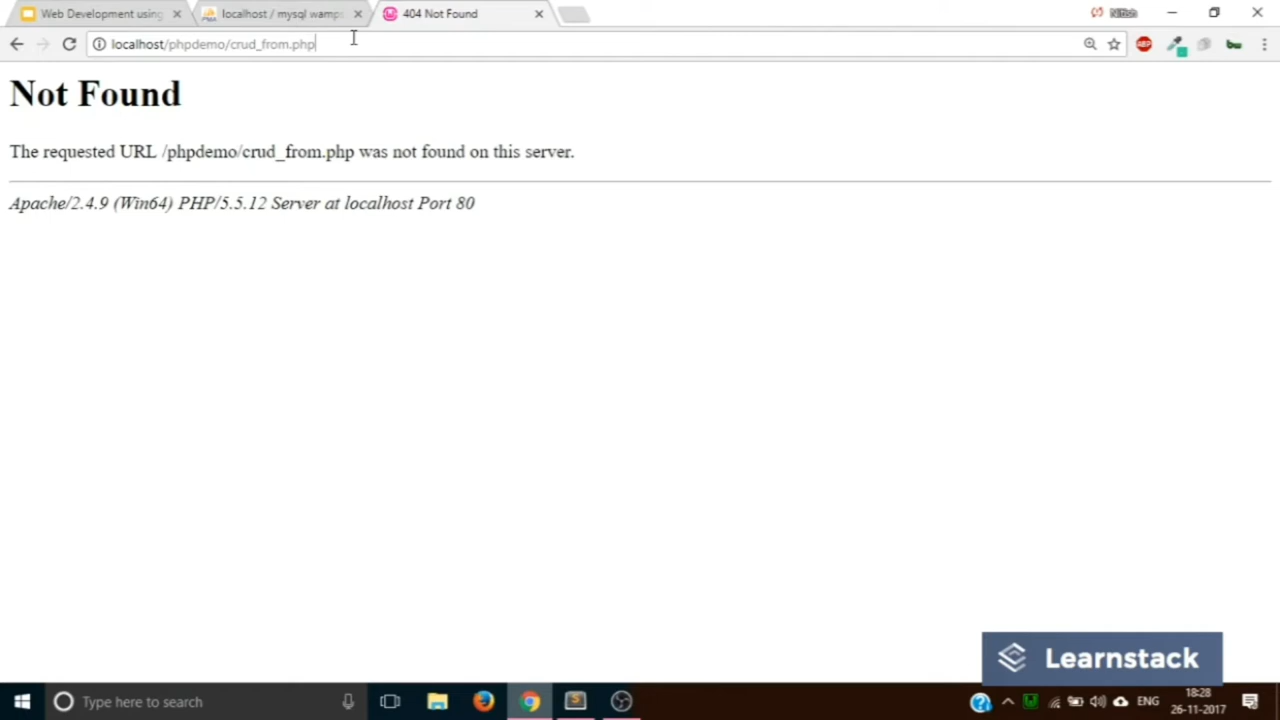 Web Development using
localhost / mysql wamp
404 Not Found
localhost/phpdemo/crud_from.php
Not Found
The requested URL /phpdemo/crud_from.php was not found on this server.
Apache/2.4.9 (Win64) PHP/5.5.12 Server at localhost Port 80
Learnstack
Type here to search
ENG
18:28
26-11-2017